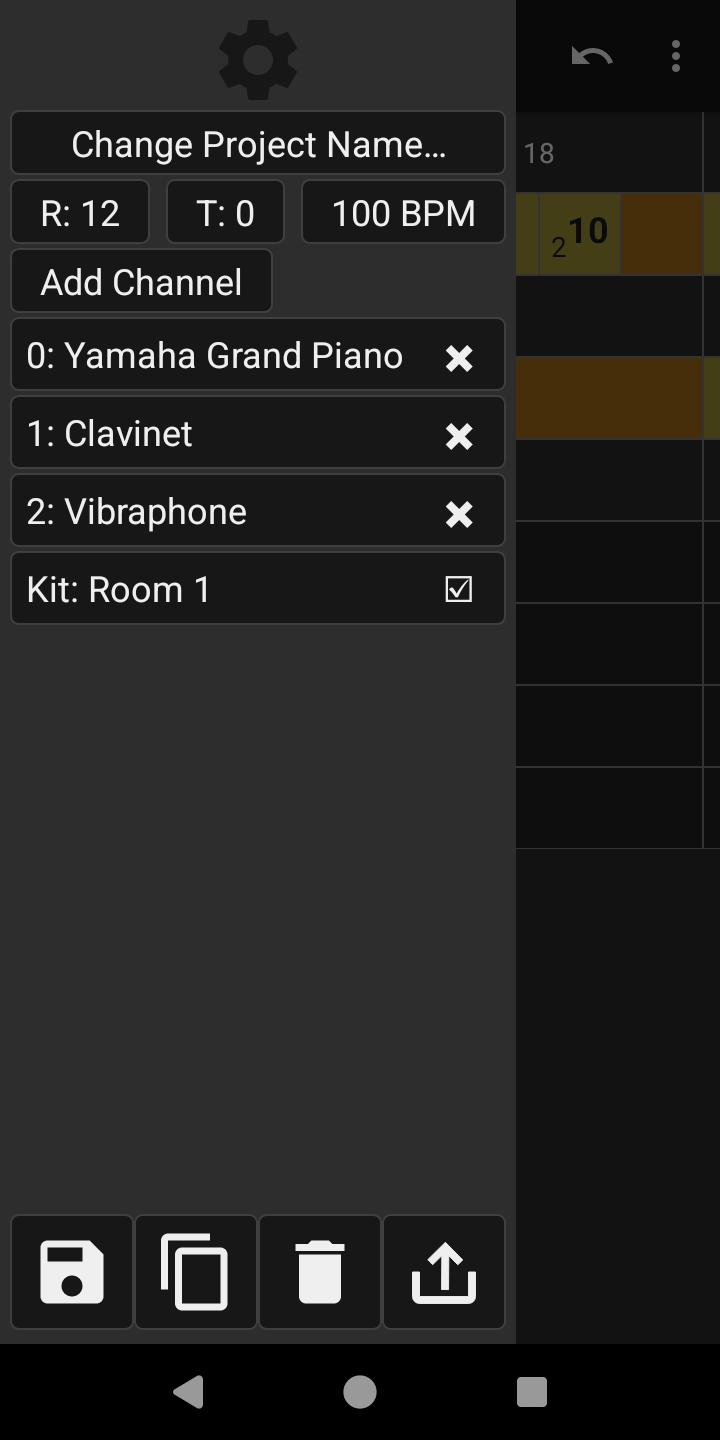 Change Project Name…
R: 12 T: 0 100 BPM
Add Channel
0: Yamaha Grand Piano
1: Clavinet
2: Vibraphone
Kit: Room 1
18
2 10